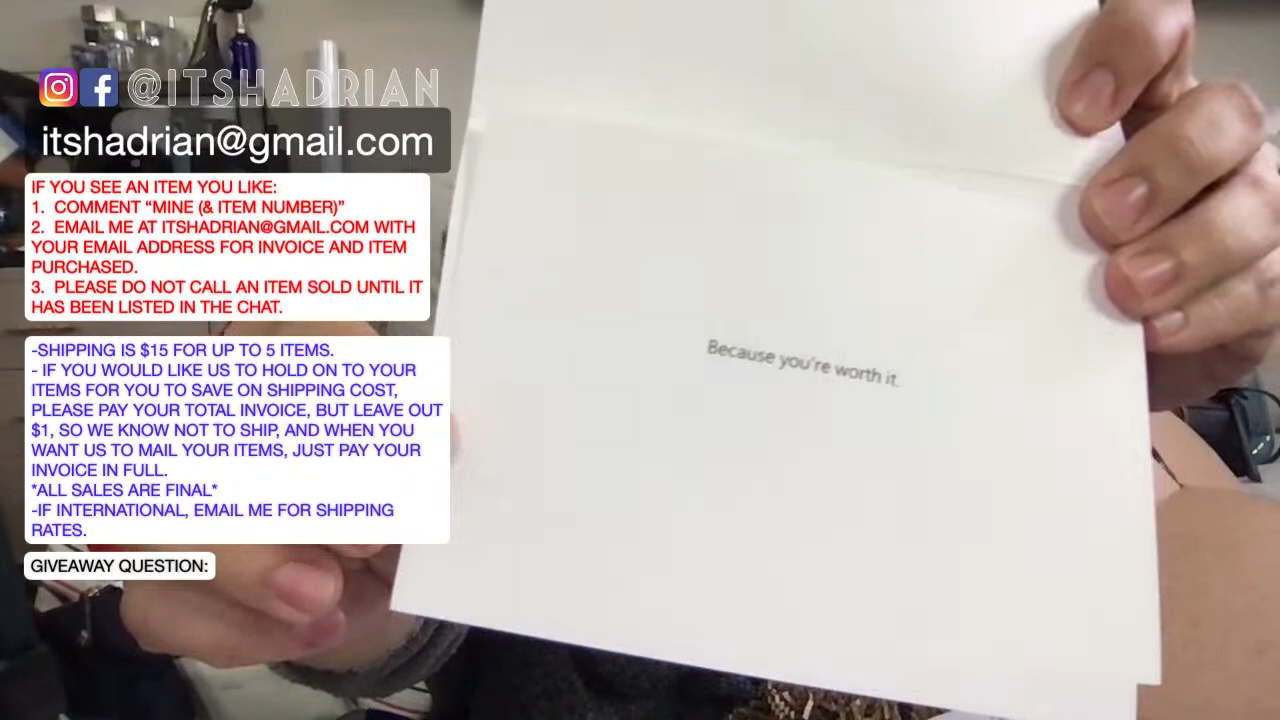 @ITSHADRIAN
itshadrian@gmail.com
IF YOU SEE AN ITEM YOU LIKE:
1. COMMENT “MINE (& ITEM NUMBER)”
2. EMAIL ME AT ITSHADRIAN@GMAIL.COM WITH
YOUR EMAIL ADDRESS FOR INVOICE AND ITEM
PURCHASED.
3. PLEASE DO NOT CALL AN ITEM SOLD UNTIL IT
HAS BEEN LISTED IN THE CHAT.
-SHIPPING IS $15 FOR UP TO 5 ITEMS.
- IF YOU WOULD LIKE US TO HOLD ON TO YOUR
ITEMS FOR YOU TO SAVE ON SHIPPING COST,
PLEASE PAY YOUR TOTAL INVOICE, BUT LEAVE OUT
$1, SO WE KNOW NOT TO SHIP, AND WHEN YOU
WANT US TO MAIL YOUR ITEMS, JUST PAY YOUR
INVOICE IN FULL.
*ALL SALES ARE FINAL*
-IF INTERNATIONAL, EMAIL ME FOR SHIPPING
RATES.
GIVEAWAY QUESTION:
Because you're worth it.